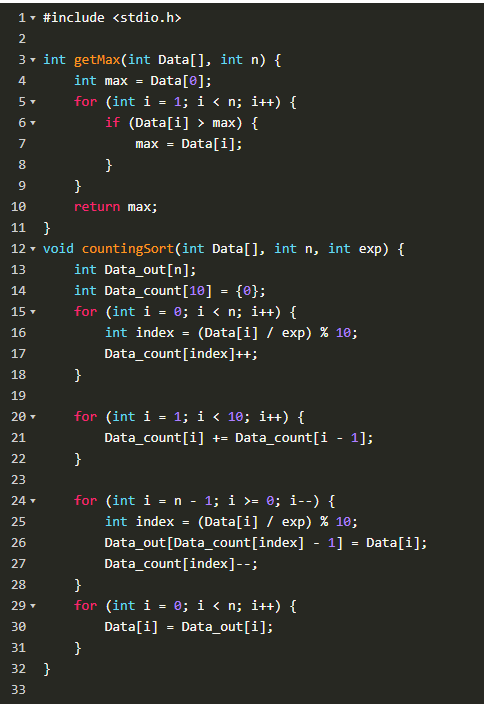 1 #include <stdio.h>
2
3 int getMax(int Data[], int n) {
4     int max = Data[0];
5     for (int i = 1; i < n; i++) {
6         if (Data[i] > max) {
7             max = Data[i];
8         }
9     }
10     return max;
11 }
12 void countingSort(int Data[], int n, int exp) {
13     int Data_out[n];
14     int Data_count[10] = {0};
15     for (int i = 0; i < n; i++) {
16         int index = (Data[i] / exp) % 10;
17         Data_count[index]++;
18     }
19
20     for (int i = 1; i < 10; i++) {
21         Data_count[i] += Data_count[i - 1];
22     }
23
24     for (int i = n - 1; i >= 0; i--) {
25         int index = (Data[i] / exp) % 10;
26         Data_out[Data_count[index] - 1] = Data[i];
27         Data_count[index]--;
28     }
29     for (int i = 0; i < n; i++) {
30         Data[i] = Data_out[i];
31     }
32 }
33